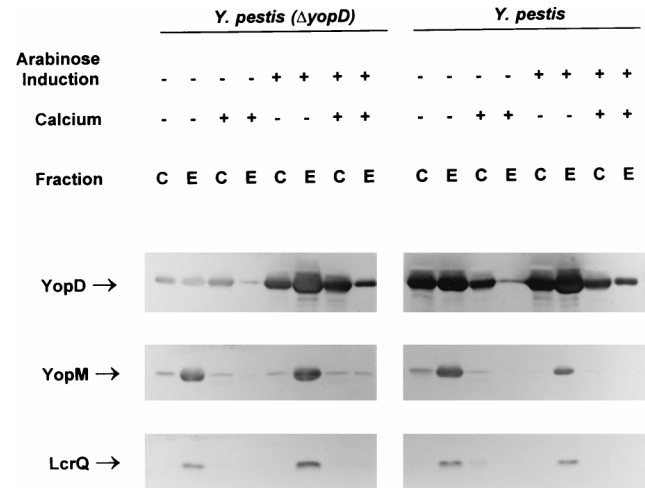 Y. pestis (ΔyopD) Y. pestis
Arabinose
Induction - - - - + + + + - - - - + + + +
Calcium - - + + - - + + - - + + - - + +
Fraction C E C E C E C E C E C E C E C E
YopD →
YopM →
LcrQ →